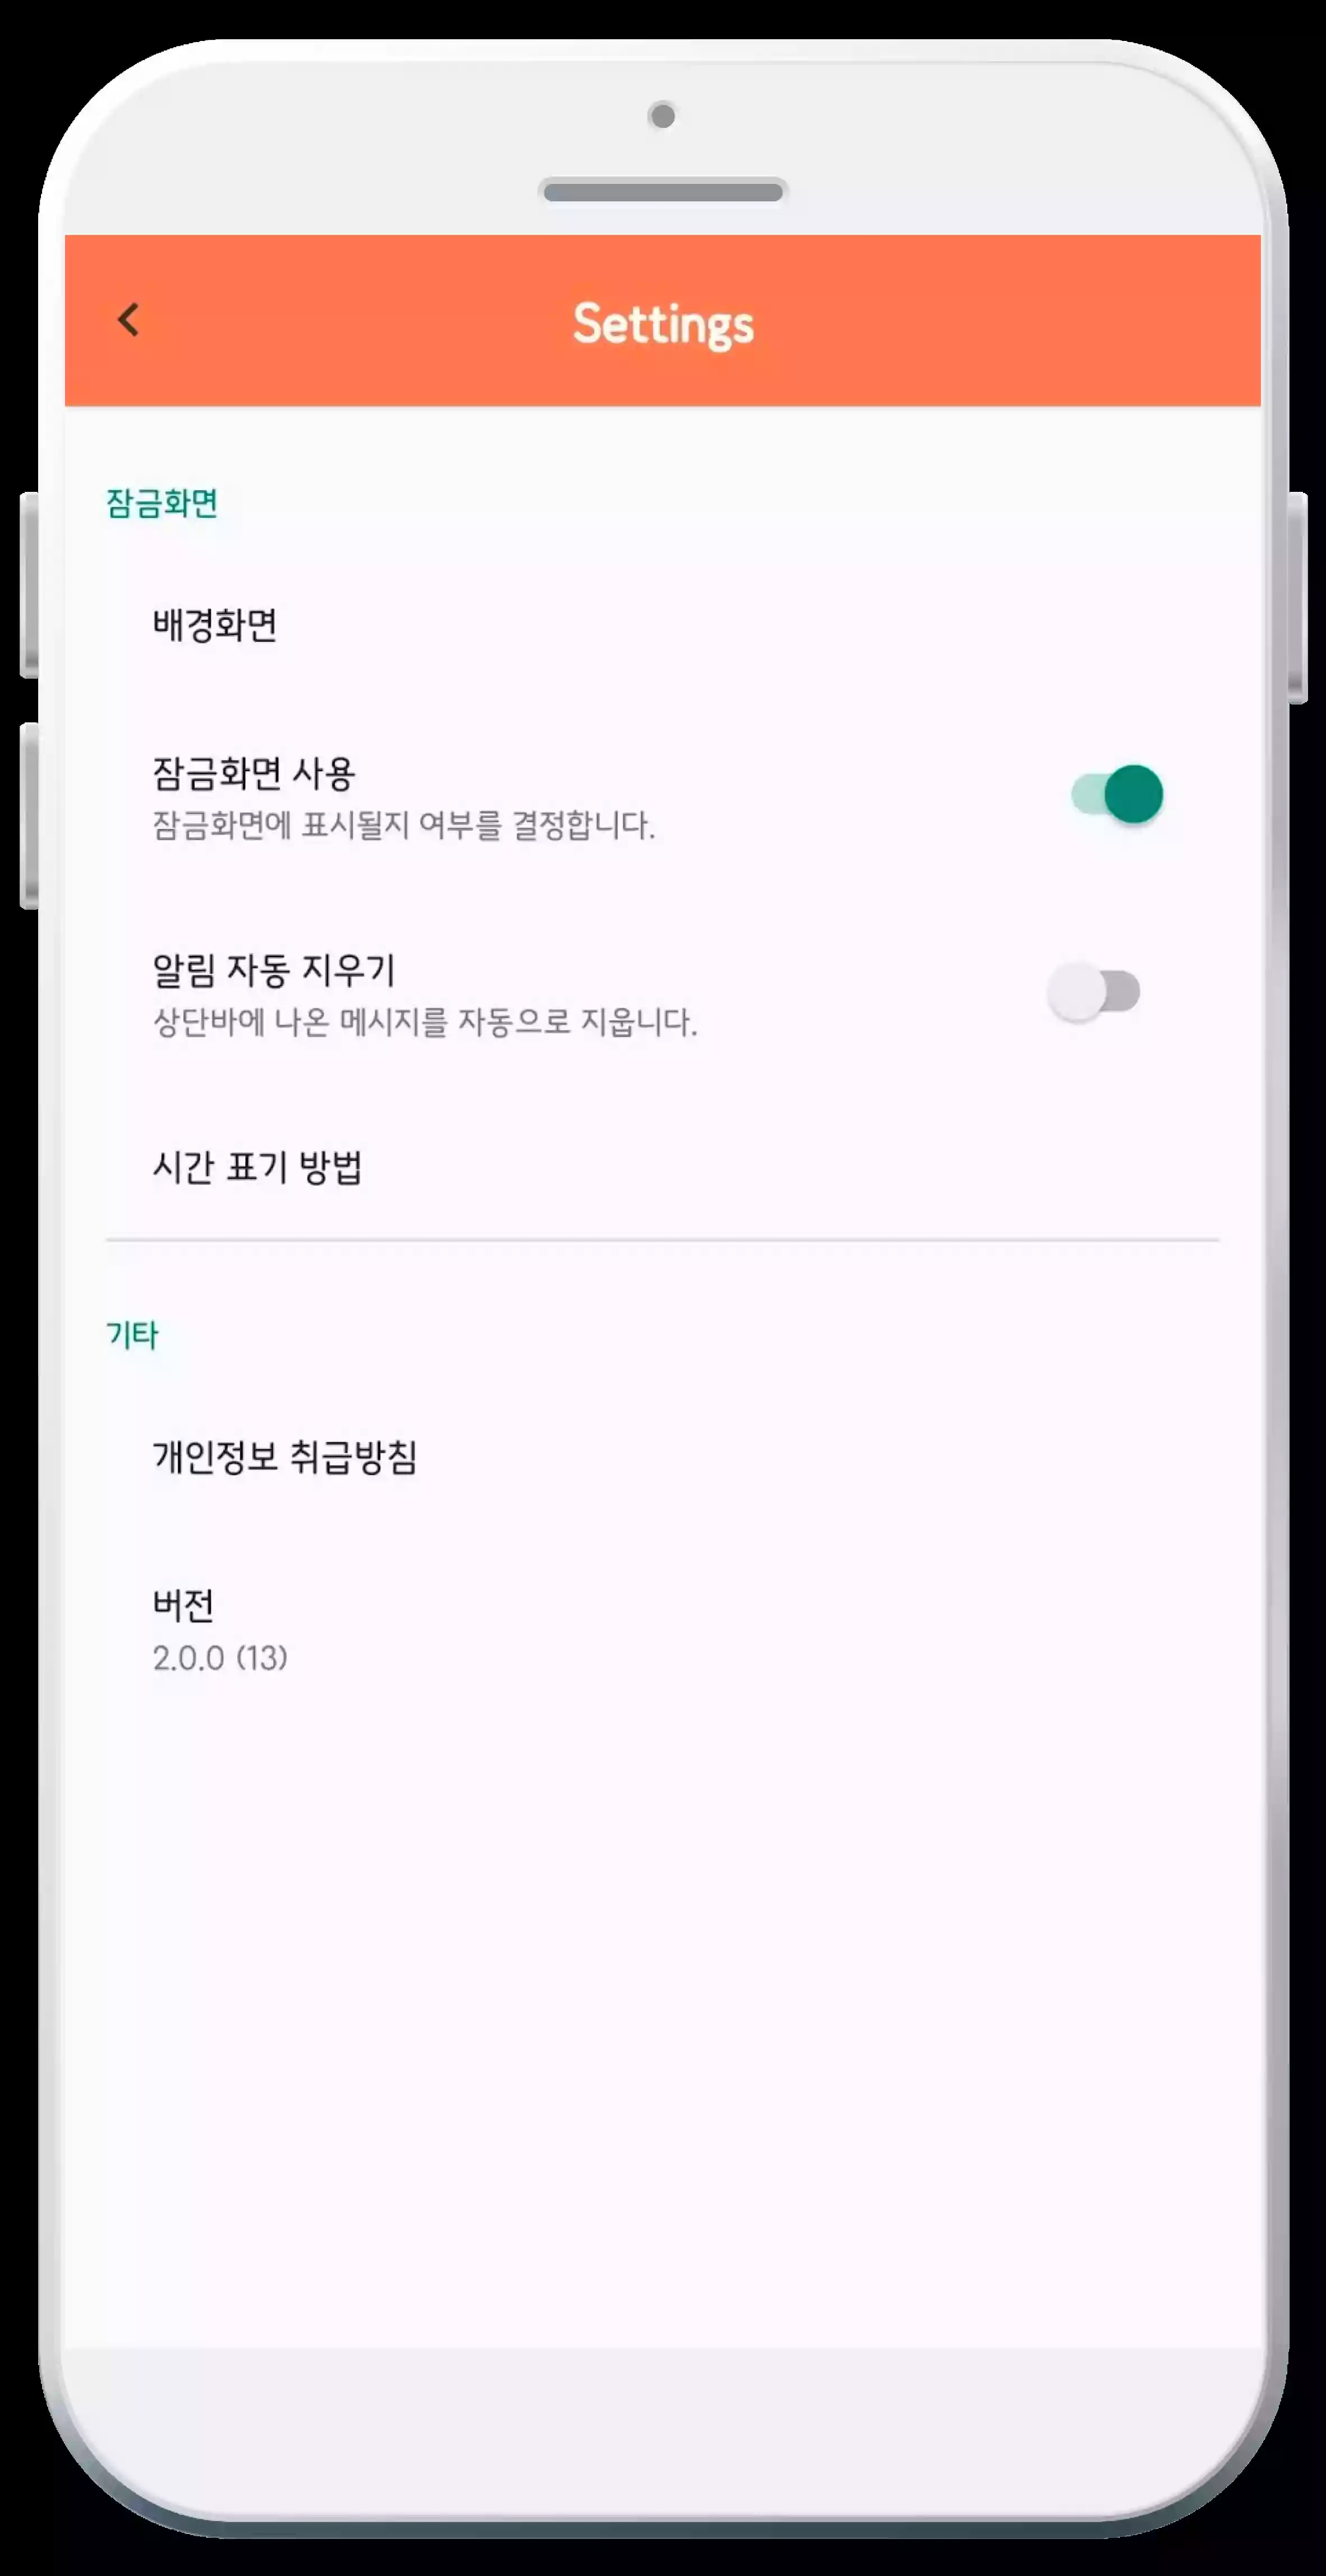 Settings
잠금화면
배경화면
잠금화면 사용
잠금화면에 표시될지 여부를 결정합니다.
알림 자동 지우기
상단바에 나온 메시지를 자동으로 지웁니다.
시간 표기 방법
기타
개인정보 취급방침
버전
2.0.0 (13)